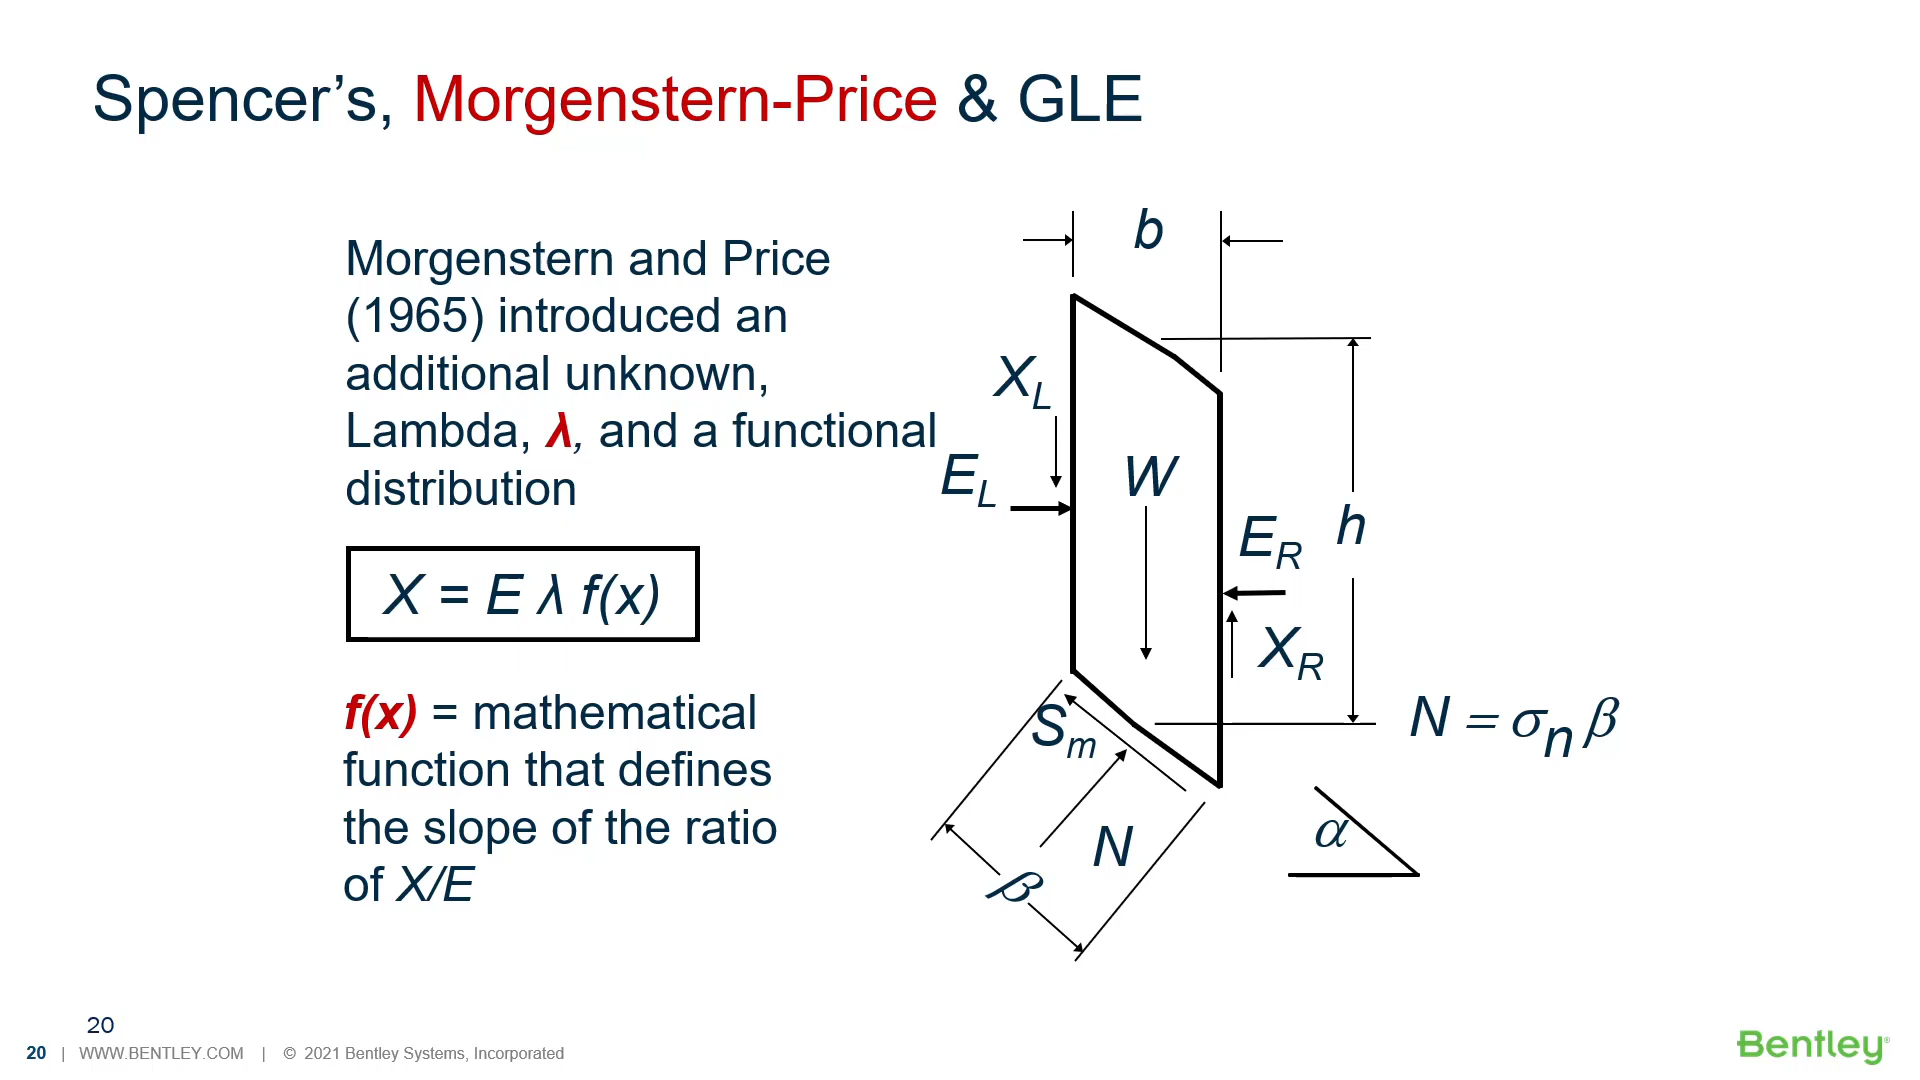 Spencer’s, Morgenstern-Price & GLE
Morgenstern and Price
(1965) introduced an
additional unknown,
Lambda, λ, and a functional
distribution
X = E λ f(x)
f(x) = mathematical
function that defines
the slope of the ratio
of X/E
b
X_L
E_L
W
E_R
h
X_R
S_m
N = σ_n β
α
N
β
20
20 | WWW.BENTLEY.COM | © 2021 Bentley Systems, Incorporated
Bentley®